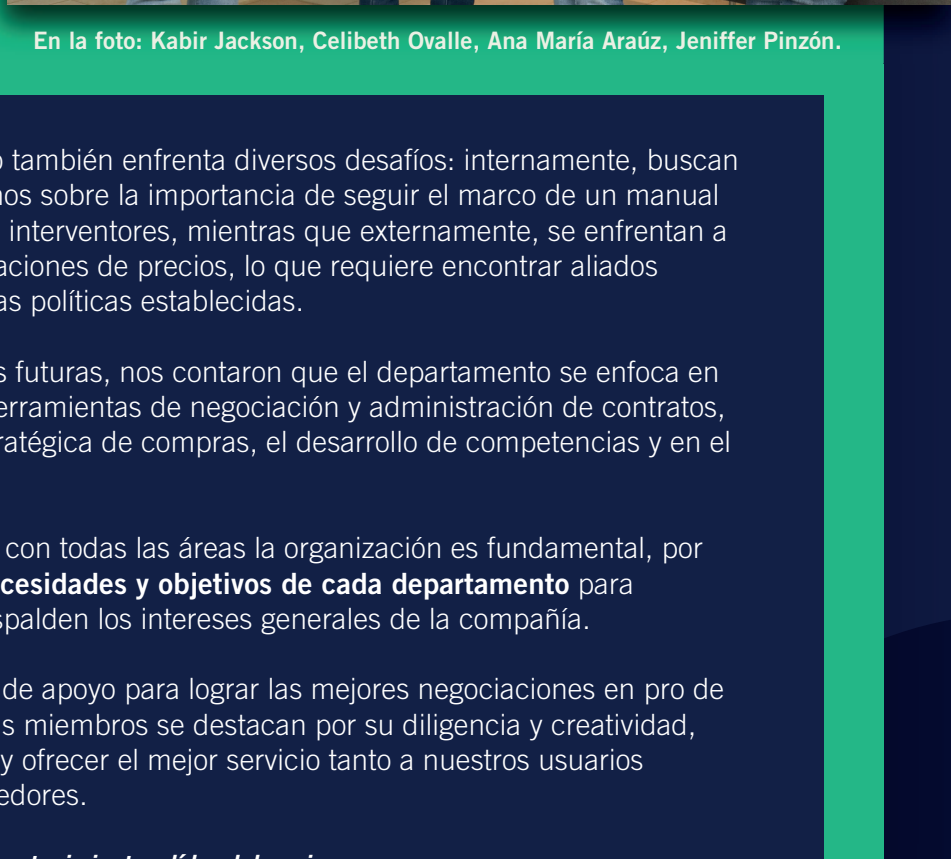 En la foto: Kabir Jackson, Celibeth Ovalle, Ana María Araúz, Jeniffer Pinzón.
también enfrenta diversos desafíos: internamente, buscan
sobre la importancia de seguir el marco de un manual
interventores, mientras que externamente, se enfrentan a
aciones de precios, lo que requiere encontrar aliados
as políticas establecidas.
s futuras, nos contaron que el departamento se enfoca en
erramientas de negociación y administración de contratos,
ratégica de compras, el desarrollo de competencias y en el
con todas las áreas la organización es fundamental, por
cesidades y objetivos de cada departamento para
spalden los intereses generales de la compañía.
de apoyo para lograr las mejores negociaciones en pro de
s miembros se destacan por su diligencia y creatividad,
y ofrecer el mejor servicio tanto a nuestros usuarios
edores.